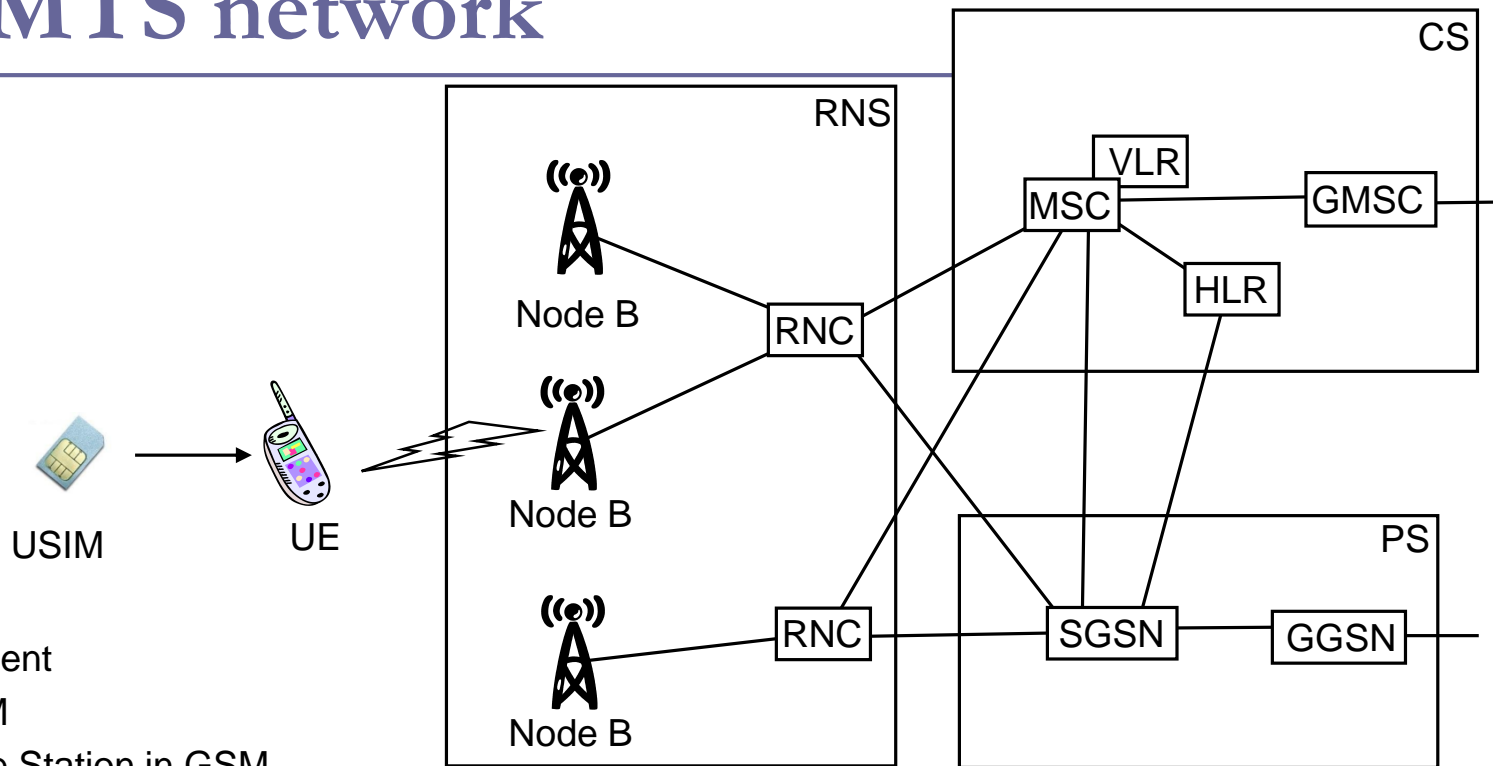 MTS network
CS
RNS
VLR
MSC
GMSC
HLR
Node B
RNC
Node B
USIM
UE
PS
RNC
SGSN
GGSN
ent
M
Station in GSM
Node B